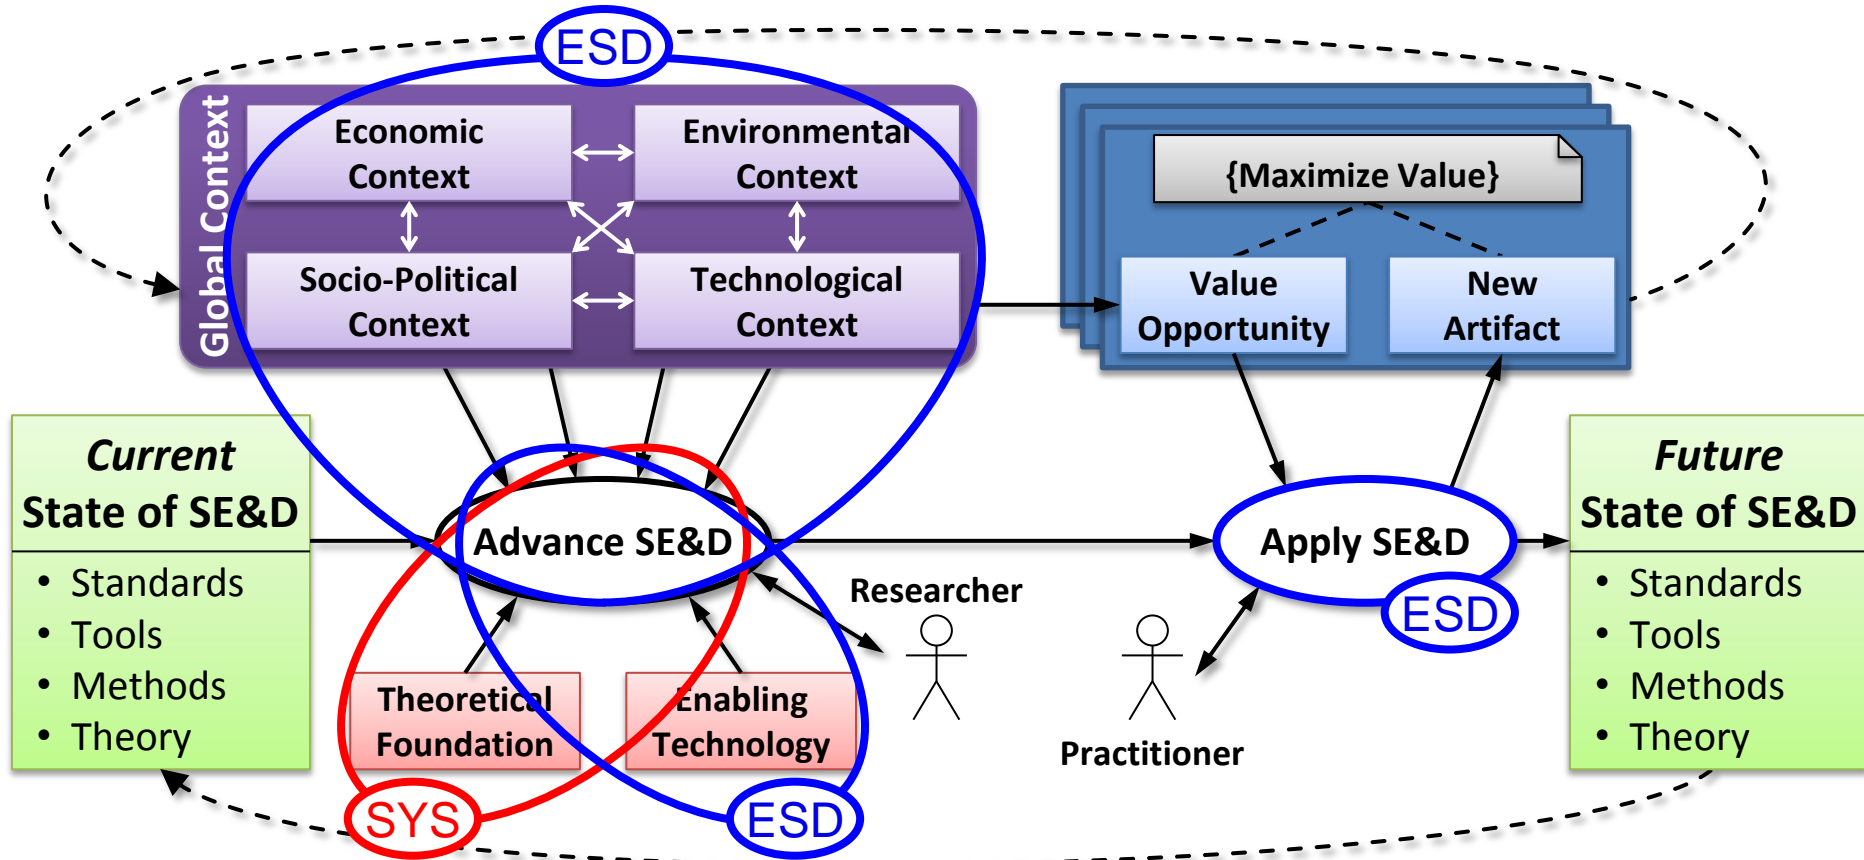 ESD
Global Context
Economic
Context
Environmental
Context
Socio-Political
Context
Technological
Context
{Maximize Value}
Value
Opportunity
New
Artifact
Current
State of SE&D
• Standards
• Tools
• Methods
• Theory
Advance SE&D
Apply SE&D
ESD
Researcher
Practitioner
Theoretical
Foundation
Enabling
Technology
SYS
ESD
Future
State of SE&D
• Standards
• Tools
• Methods
• Theory